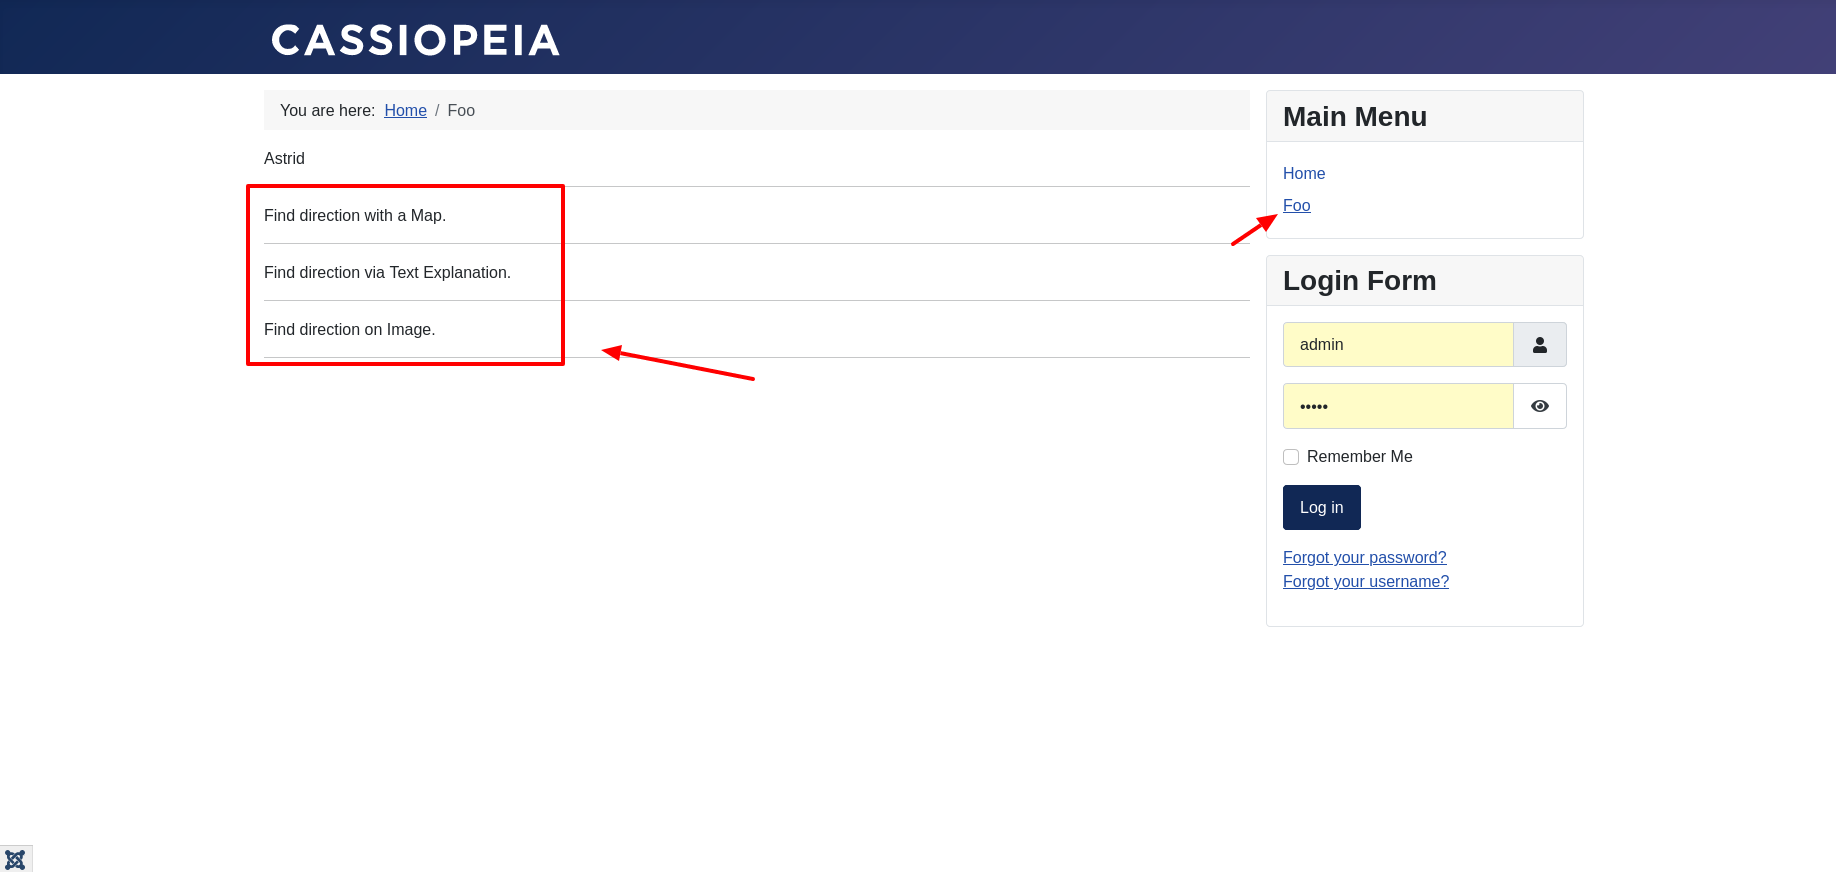 CASSIOPEIA
You are here: Home / Foo
Astrid
Find direction with a Map.
Find direction via Text Explanation.
Find direction on Image.
Main Menu
Home
Foo
Login Form
admin
•••••
Remember Me
Log in
Forgot your password?
Forgot your username?